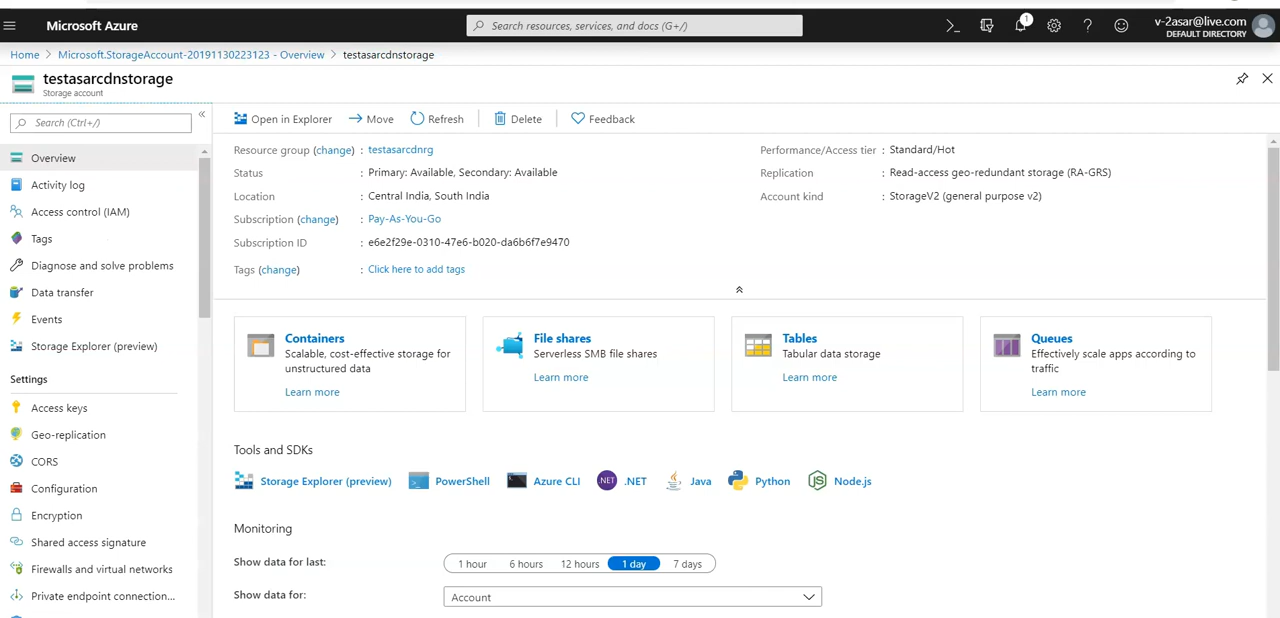 Microsoft Azure
Search resources, services, and docs (G+/)
1
v-2asar@live.com
DEFAULT DIRECTORY
Home > Microsoft.StorageAccount-20191130223123 - Overview > testasarcdnstorage
testasarcdnstorage
Storage account
Search (Ctrl+/)
Overview
Activity log
Access control (IAM)
Tags
Diagnose and solve problems
Data transfer
Events
Storage Explorer (preview)
Settings
Access keys
Geo-replication
CORS
Configuration
Encryption
Shared access signature
Firewalls and virtual networks
Private endpoint connection...
Open in Explorer Move Refresh Delete Feedback
Resource group (change) : testasarcdnrg
Status : Primary: Available, Secondary: Available
Location : Central India, South India
Subscription (change) : Pay-As-You-Go
Subscription ID : e6e2f29e-0310-47e6-b020-da6b6f7e9470
Tags (change) : Click here to add tags
Performance/Access tier : Standard/Hot
Replication : Read-access geo-redundant storage (RA-GRS)
Account kind : StorageV2 (general purpose v2)
Containers
Scalable, cost-effective storage for
unstructured data
Learn more
File shares
Serverless SMB file shares
Learn more
Tables
Tabular data storage
Learn more
Queues
Effectively scale apps according to
traffic
Learn more
Tools and SDKs
Storage Explorer (preview) PowerShell Azure CLI .NET .NET Java Python Node.js
Monitoring
Show data for last: 1 hour 6 hours 12 hours 1 day 7 days
Show data for: Account